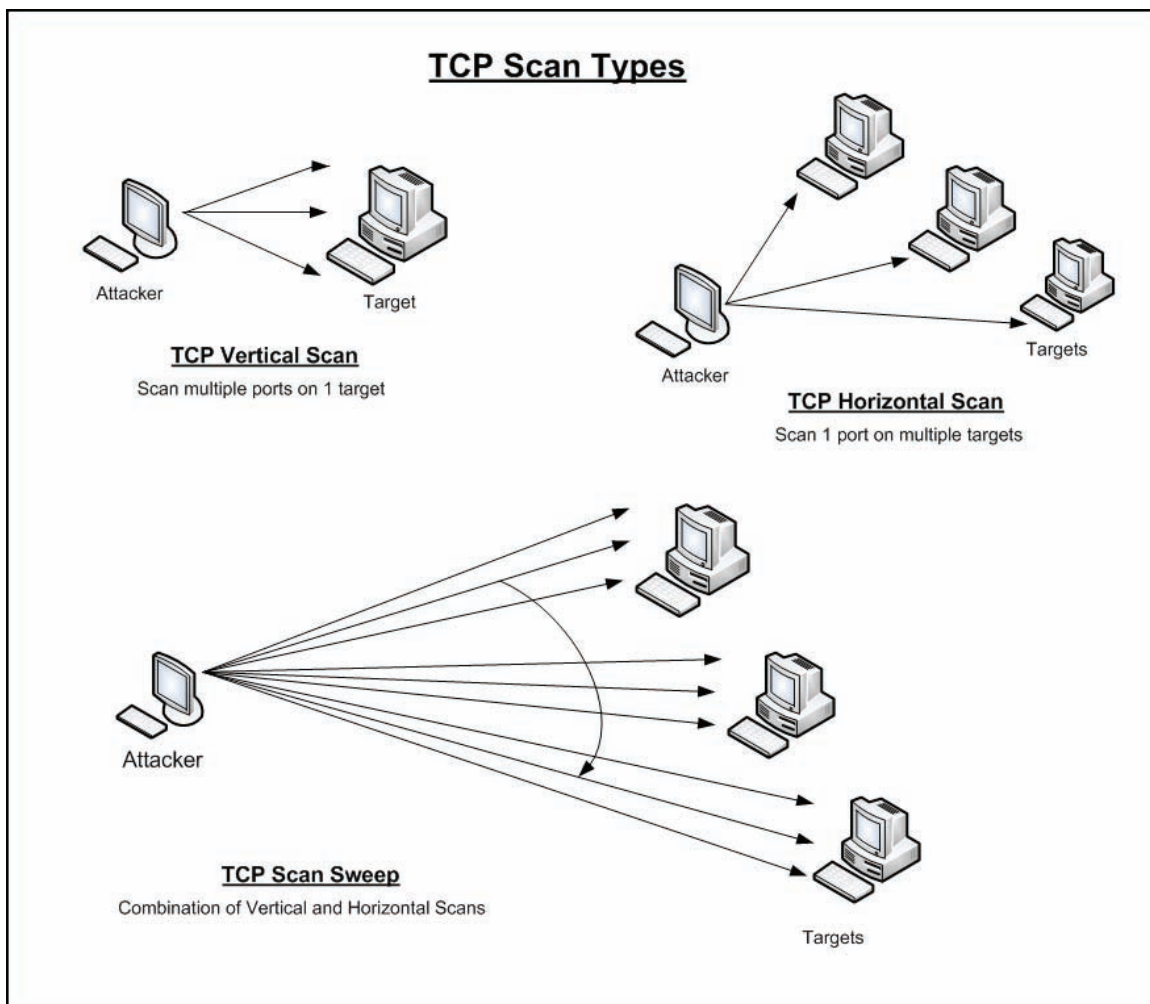 TCP Scan Types
Attacker
Target
TCP Vertical Scan
Scan multiple ports on 1 target
Attacker
Targets
TCP Horizontal Scan
Scan 1 port on multiple targets
Attacker
TCP Scan Sweep
Combination of Vertical and Horizontal Scans
Targets